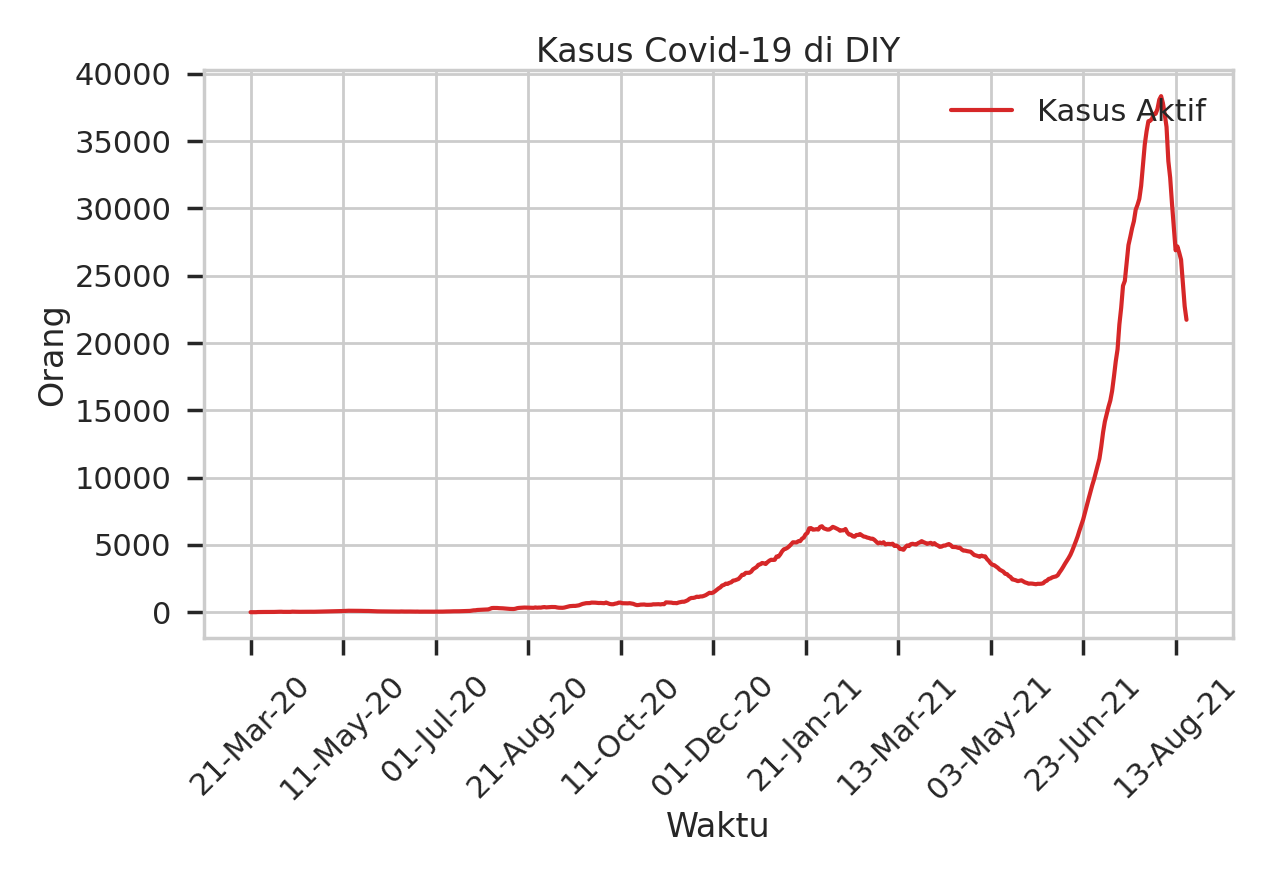 Kasus Covid-19 di DIY
Kasus Aktif
40000
35000
30000
25000
20000
15000
10000
5000
0
Orang
21-Mar-20
11-May-20
01-Jul-20
21-Aug-20
11-Oct-20
01-Dec-20
21-Jan-21
13-Mar-21
03-May-21
23-Jun-21
13-Aug-21
Waktu